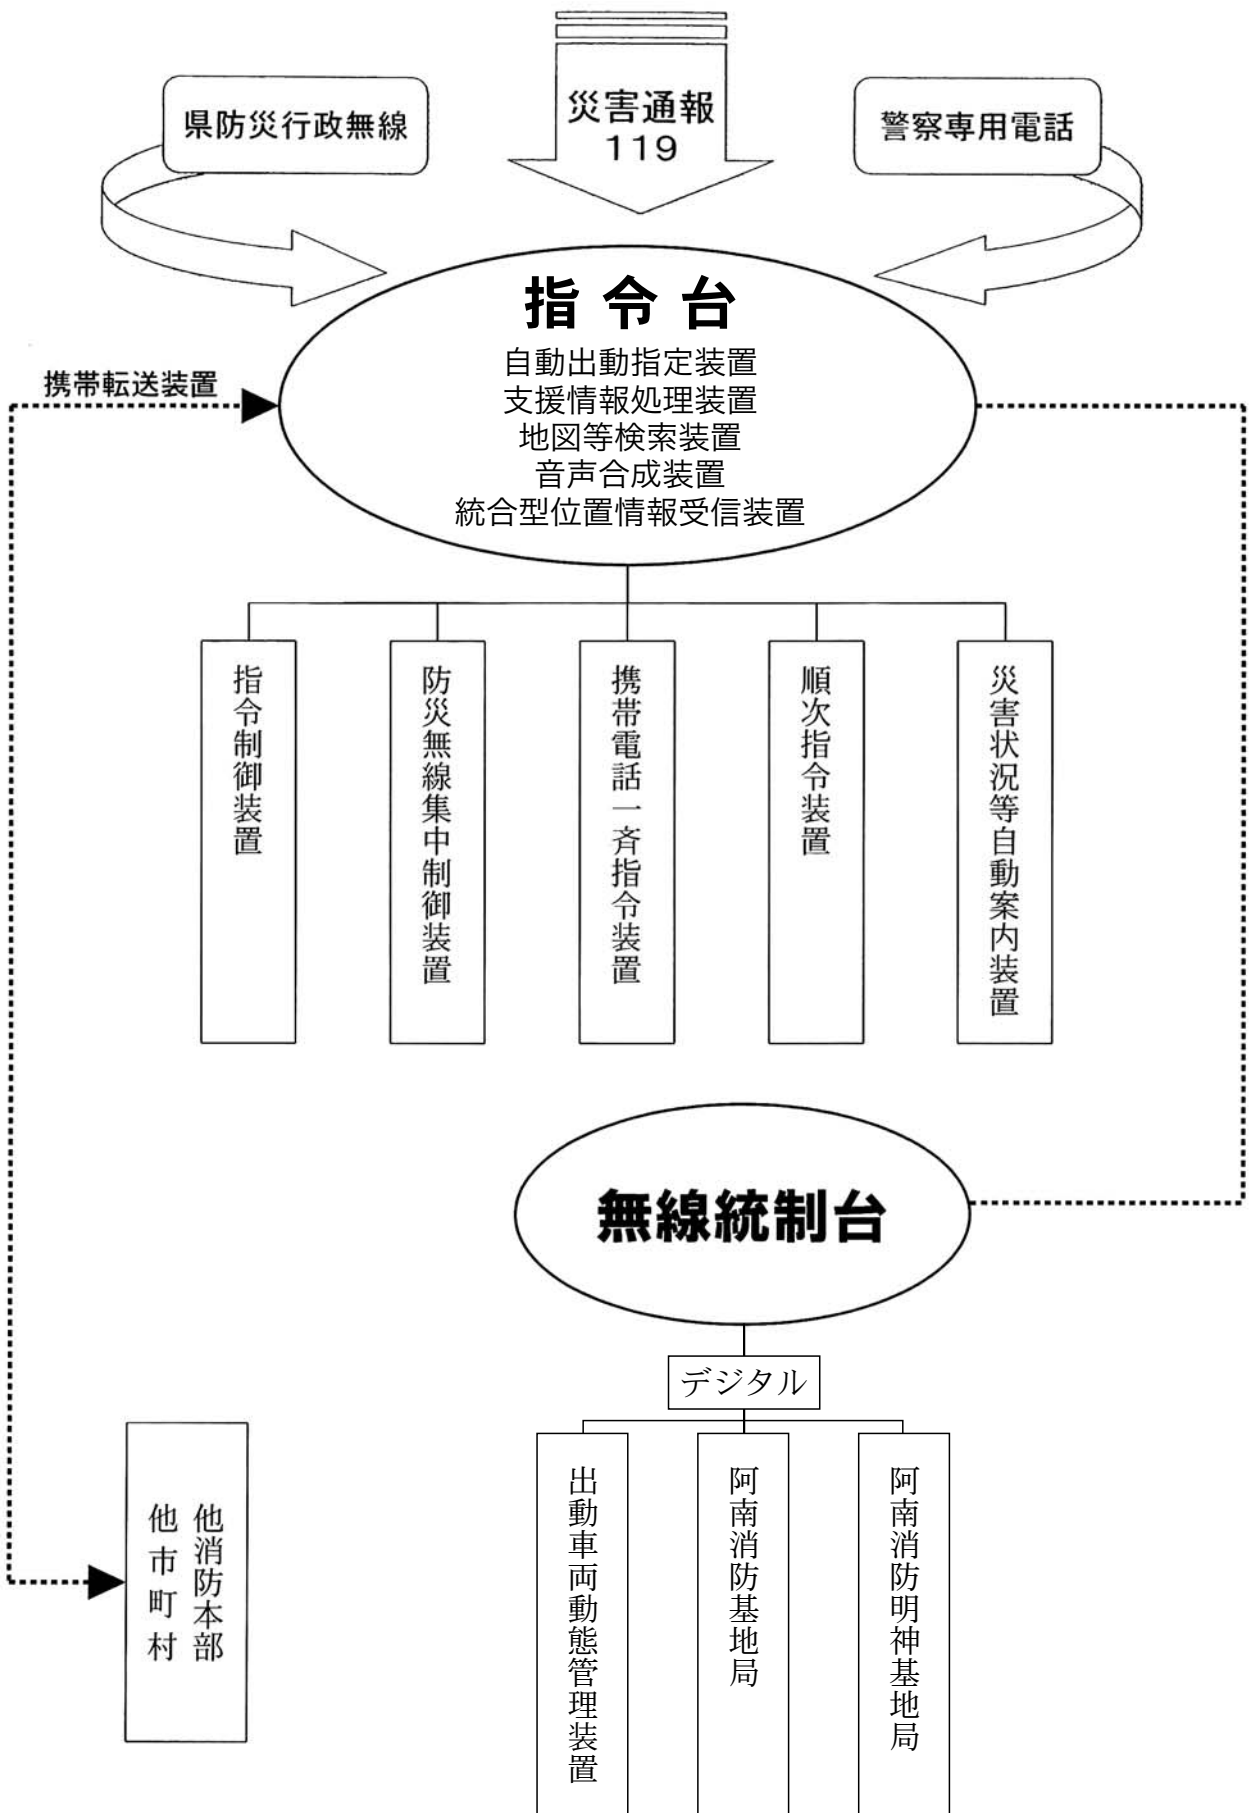 災害通報
119
県防災行政無線
警察専用電話
指令台
自動出動指定装置
支援情報処理装置
地図等検索装置
音声合成装置
統合型位置情報受信装置
携帯転送装置
指令制御装置
防災無線集中制御装置
携帯電話一斉指令装置
順次指令装置
災害状況等自動案内装置
無線統制台
デジタル
他消防本部
他市町村
出動車両動態管理装置
阿南消防基地局
阿南消防明神基地局